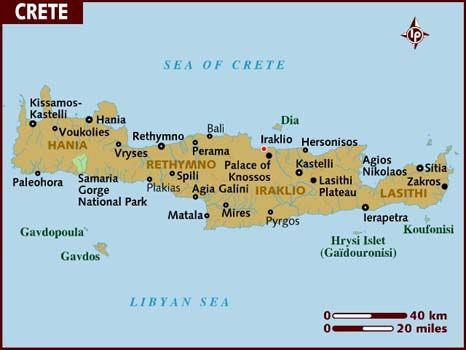 CRETE
LP
SEA OF CRETE
Dia
Kissamos-
Kastelli
Hania
Voukolies
HANIA
Vryses
Rethymno
Bali
Perama
Iraklio
Hersonisos
Palace of
Knossos
Kastelli
Agios
Nikolaos
Sitia
Zakros
LASITHI
Lasithi
Plateau
RETHYMNO
Spili
Plakias
Agia Galini
IRAKLIO
Paleohora
Samaria
Gorge
National Park
Matala
Mires
Pyrgos
Ierapetra
Koufonisi
Gavdopoula
Gavdos
Hrysi Islet
(Gaïdouronisi)
LIBYAN SEA
0 40 km
0 20 miles